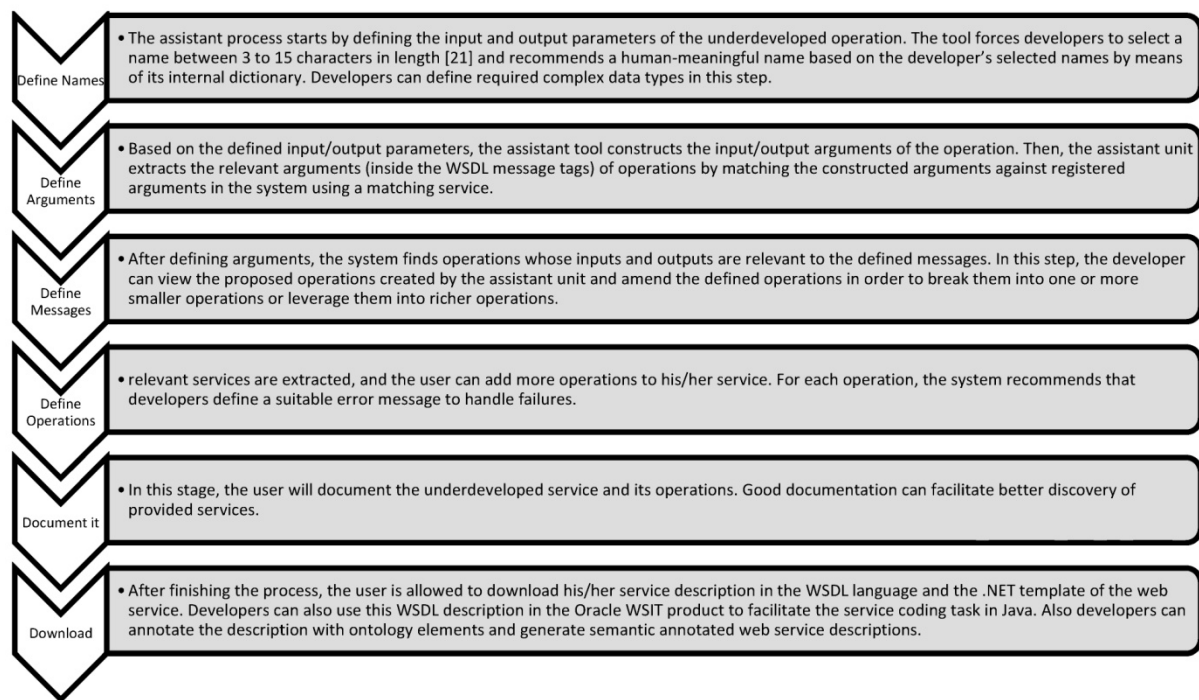 Define Names
• The assistant process starts by defining the input and output parameters of the underdeveloped operation. The tool forces developers to select a
name between 3 to 15 characters in length [21] and recommends a human-meaningful name based on the developer's selected names by means
of its internal dictionary. Developers can define required complex data types in this step.
Define
Arguments
• Based on the defined input/output parameters, the assistant tool constructs the input/output arguments of the operation. Then, the assistant unit
extracts the relevant arguments (inside the WSDL message tags) of operations by matching the constructed arguments against registered
arguments in the system using a matching service.
Define
Messages
• After defining arguments, the system finds operations whose inputs and outputs are relevant to the defined messages. In this step, the developer
can view the proposed operations created by the assistant unit and amend the defined operations in order to break them into one or more
smaller operations or leverage them into richer operations.
Define
Operations
• relevant services are extracted, and the user can add more operations to his/her service. For each operation, the system recommends that
developers define a suitable error message to handle failures.
Document it
• In this stage, the user will document the underdeveloped service and its operations. Good documentation can facilitate better discovery of
provided services.
Download
• After finishing the process, the user is allowed to download his/her service description in the WSDL language and the .NET template of the web
service. Developers can also use this WSDL description in the Oracle WSIT product to facilitate the service coding task in Java. Also developers can
annotate the description with ontology elements and generate semantic annotated web service descriptions.